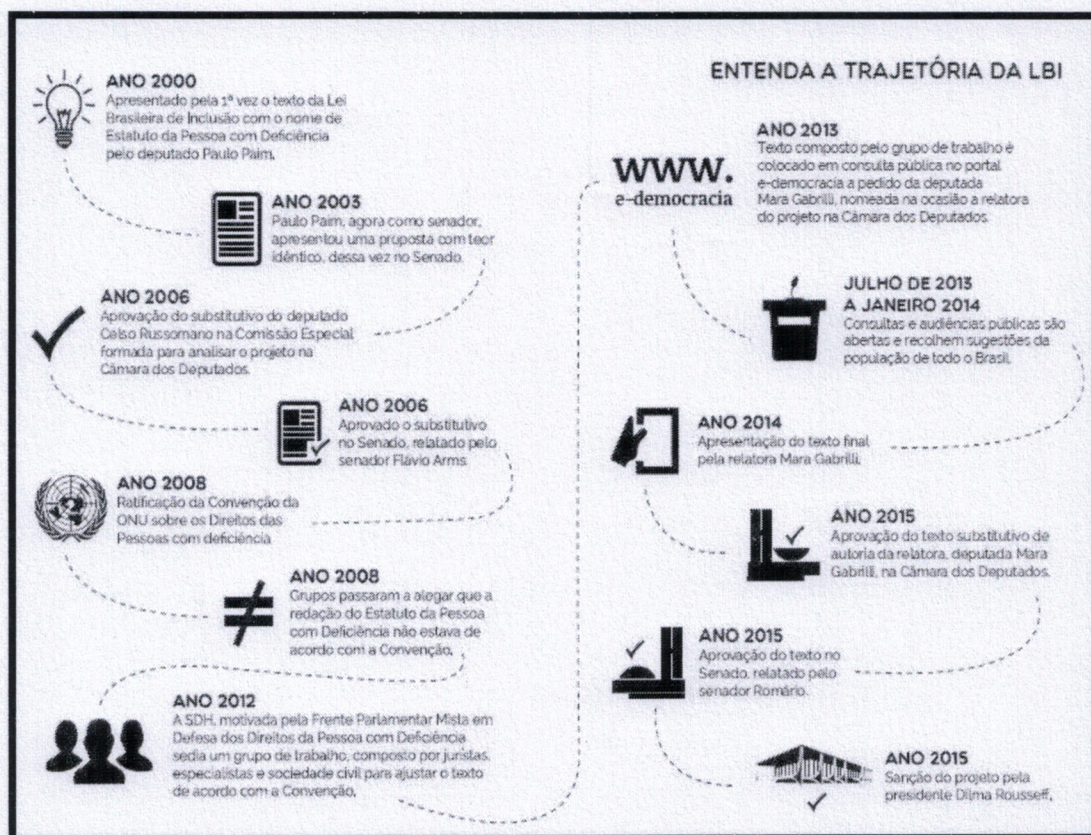 ENTENDA A TRAJETÓRIA DA LBI
ANO 2000
Apresentado pela 1ª vez o texto da Lei
Brasileira de Inclusão com o nome de
Estatuto da Pessoa com Deficiência
pelo deputado Paulo Paim.
ANO 2003
Paulo Paim, agora como senador,
apresentou uma proposta com teor
idêntico, dessa vez no Senado.
ANO 2006
Aprovação do substitutivo do deputado
Celso Russomano na Comissão Especial
formada para analisar o projeto na
Câmara dos Deputados.
ANO 2006
Aprovado o substitutivo
no Senado, relatado pelo
senador Flávio Arms.
ANO 2008
Ratificação da Convenção da
ONU sobre os Direitos das
Pessoas com deficiência
ANO 2008
Grupos passaram a alegar que a
redação do Estatuto da Pessoa
com Deficiência não estava de
acordo com a Convenção.
ANO 2012
A SDH, motivada pela Frente Parlamentar Mista em
Defesa dos Direitos da Pessoa com Deficiência
sedia um grupo de trabalho, composto por juristas,
especialistas e sociedade civil para ajustar o texto
de acordo com a Convenção.
www.
e-democracia
ANO 2013
Texto composto pelo grupo de trabalho é
colocado em consulta pública no portal
e-democracia a pedido da deputada
Mara Gabrilli, nomeada na ocasião a relatora
do projeto na Câmara dos Deputados.
JULHO DE 2013
A JANEIRO 2014
Consultas e audiências públicas são
abertas e recolhem sugestões da
população de todo o Brasil.
ANO 2014
Apresentação do texto final
pela relatora Mara Gabrilli.
ANO 2015
Aprovação do texto substitutivo de
autoria da relatora, deputada Mara
Gabrilli, na Câmara dos Deputados.
ANO 2015
Aprovação do texto no
Senado, relatado pelo
senador Romário.
ANO 2015
Sanção do projeto pela
presidente Dilma Rousseff.